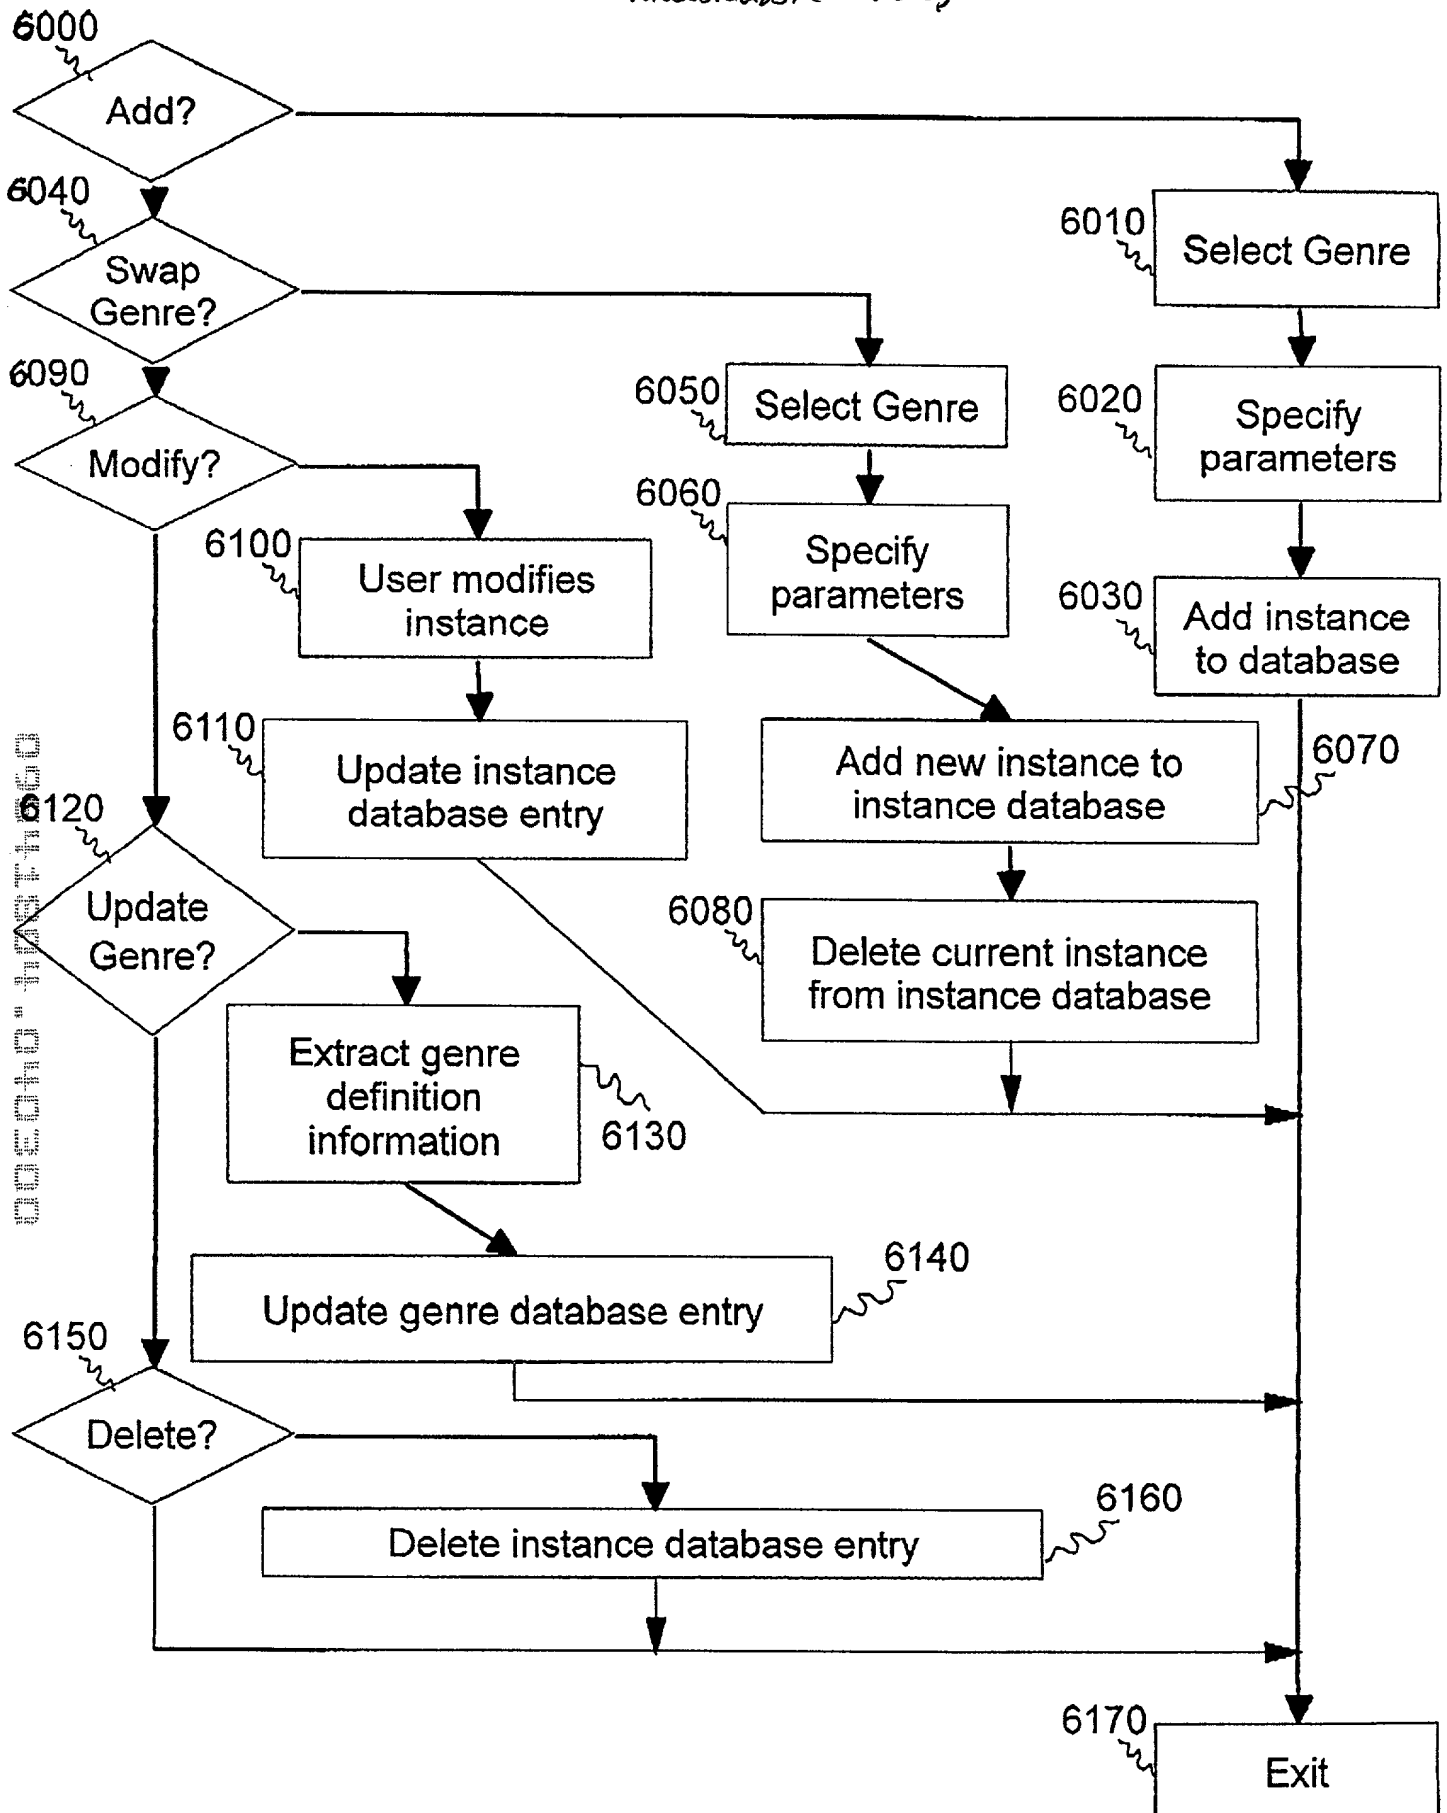 6000
Add?
6040
Swap
Genre?
6010
Select Genre
6090
Modify?
6050
Select Genre
6020
Specify
parameters
6100
User modifies
instance
6060
Specify
parameters
6030
Add instance
to database
6110
Update instance
database entry
Add new instance to
instance database
6070
6120
Update
Genre?
6080
Delete current instance
from instance database
Extract genre
definition
information
6130
6140
Update genre database entry
6150
Delete?
6160
Delete instance database entry
6170
Exit